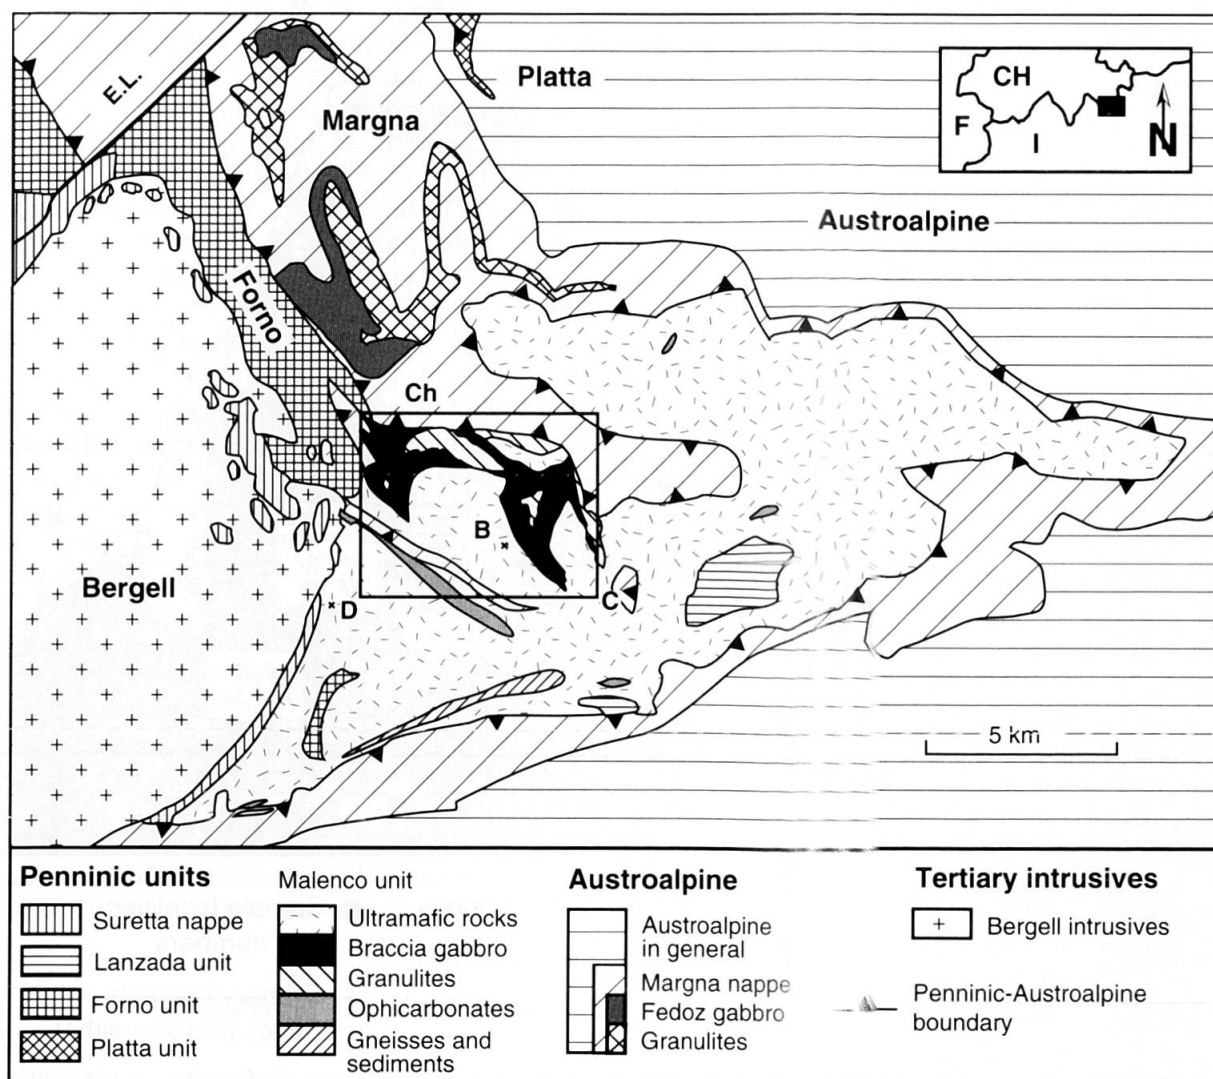 E.L.
Platta
Margna
CH
F
I
N
Austroalpine
Forno
Ch
B
Bergell
D
C
5 km
Penninic units
Suretta nappe
Lanzada unit
Forno unit
Platta unit
Malenco unit
Ultramafic rocks
Braccia gabbro
Granulites
Ophicarbonates
Gneisses and
sediments
Austroalpine
Austroalpine
in general
Margna nappe
Fedoz gabbro
Granulites
Tertiary intrusives
Bergell intrusives
Penninic-Austroalpine
boundary